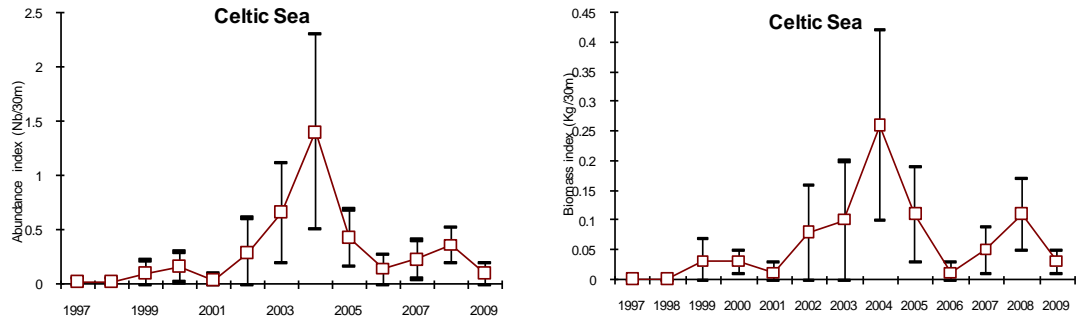 Celtic Sea
Abundance index (Nb/30m)
2.5
2
1.5
1
0.5
0
1997 1999 2001 2003 2005 2007 2009
Celtic Sea
Biomass index (Kg/30m)
0.45
0.4
0.35
0.3
0.25
0.2
0.15
0.1
0.05
0
1997 1998 1999 2000 2001 2002 2003 2004 2005 2006 2007 2008 2009